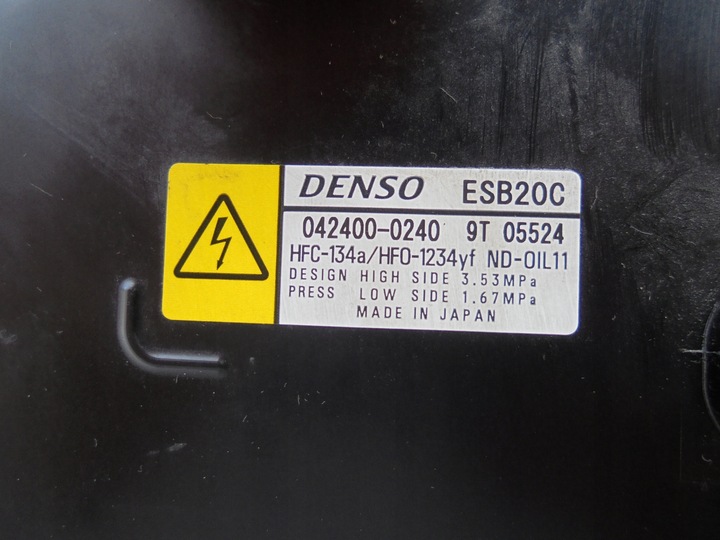 DENSO ESB20C
042400-0240 9T 05524
HFC-134a/HFO-1234yf ND-OIL11
DESIGN HIGH SIDE 3.53MPa
PRESS LOW SIDE 1.67MPa
MADE IN JAPAN